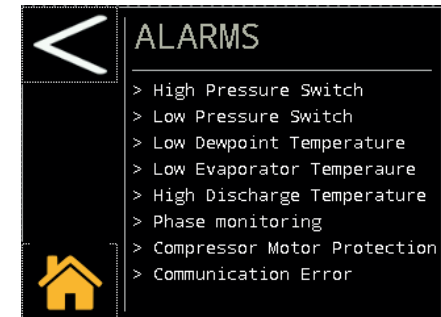 ALARMS
> High Pressure Switch
> Low Pressure Switch
> Low Dewpoint Temperature
> Low Evaporator Temperaure
> High Discharge Temperature
> Phase monitoring
> Compressor Motor Protection
> Communication Error